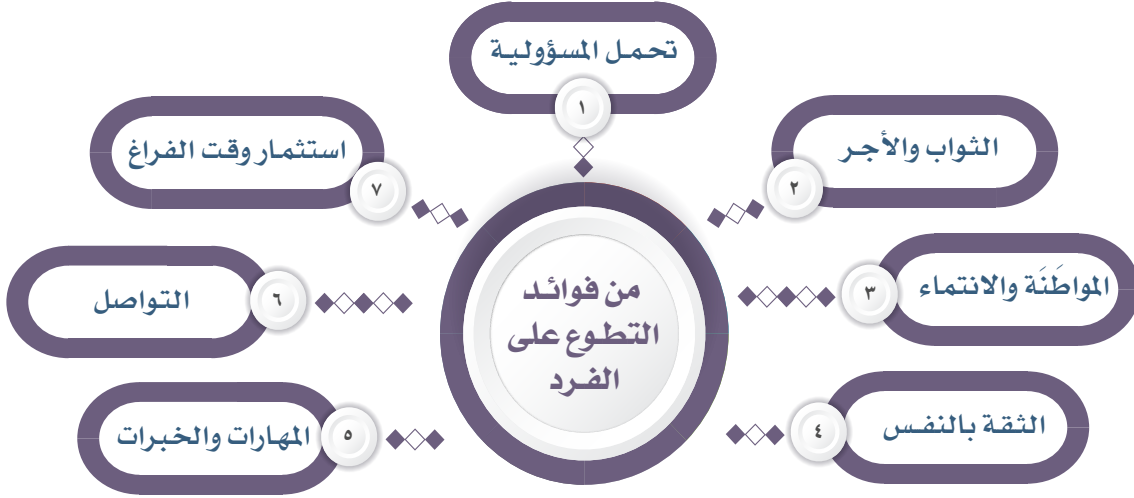 من فوائد
التطوع على
الفرد
١
تحمل المسؤولية
٢
الثواب والأجر
٣
المواطَنَة والانتماء
٤
الثقة بالنفس
٥
المهارات والخبرات
٦
التواصل
٧
استثمار وقت الفراغ